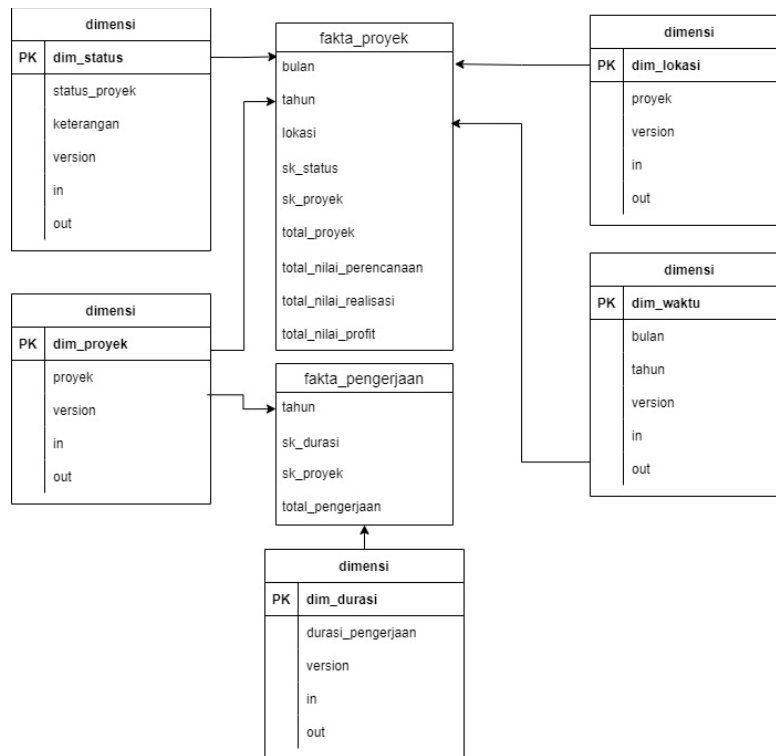 dimensi
PK dim_status
status_proyek
keterangan
version
in
out
fakta_proyek
bulan
tahun
lokasi
sk_status
sk_proyek
total_proyek
total_nilai_perencanaan
total_nilai_realisasi
total_nilai_profit
dimensi
PK dim_lokasi
proyek
version
in
out
dimensi
PK dim_proyek
proyek
version
in
out
fakta_pengerjaan
tahun
sk_durasi
sk_proyek
total_pengerjaan
dimensi
PK dim_waktu
bulan
tahun
version
in
out
dimensi
PK dim_durasi
durasi_pengerjaan
version
in
out